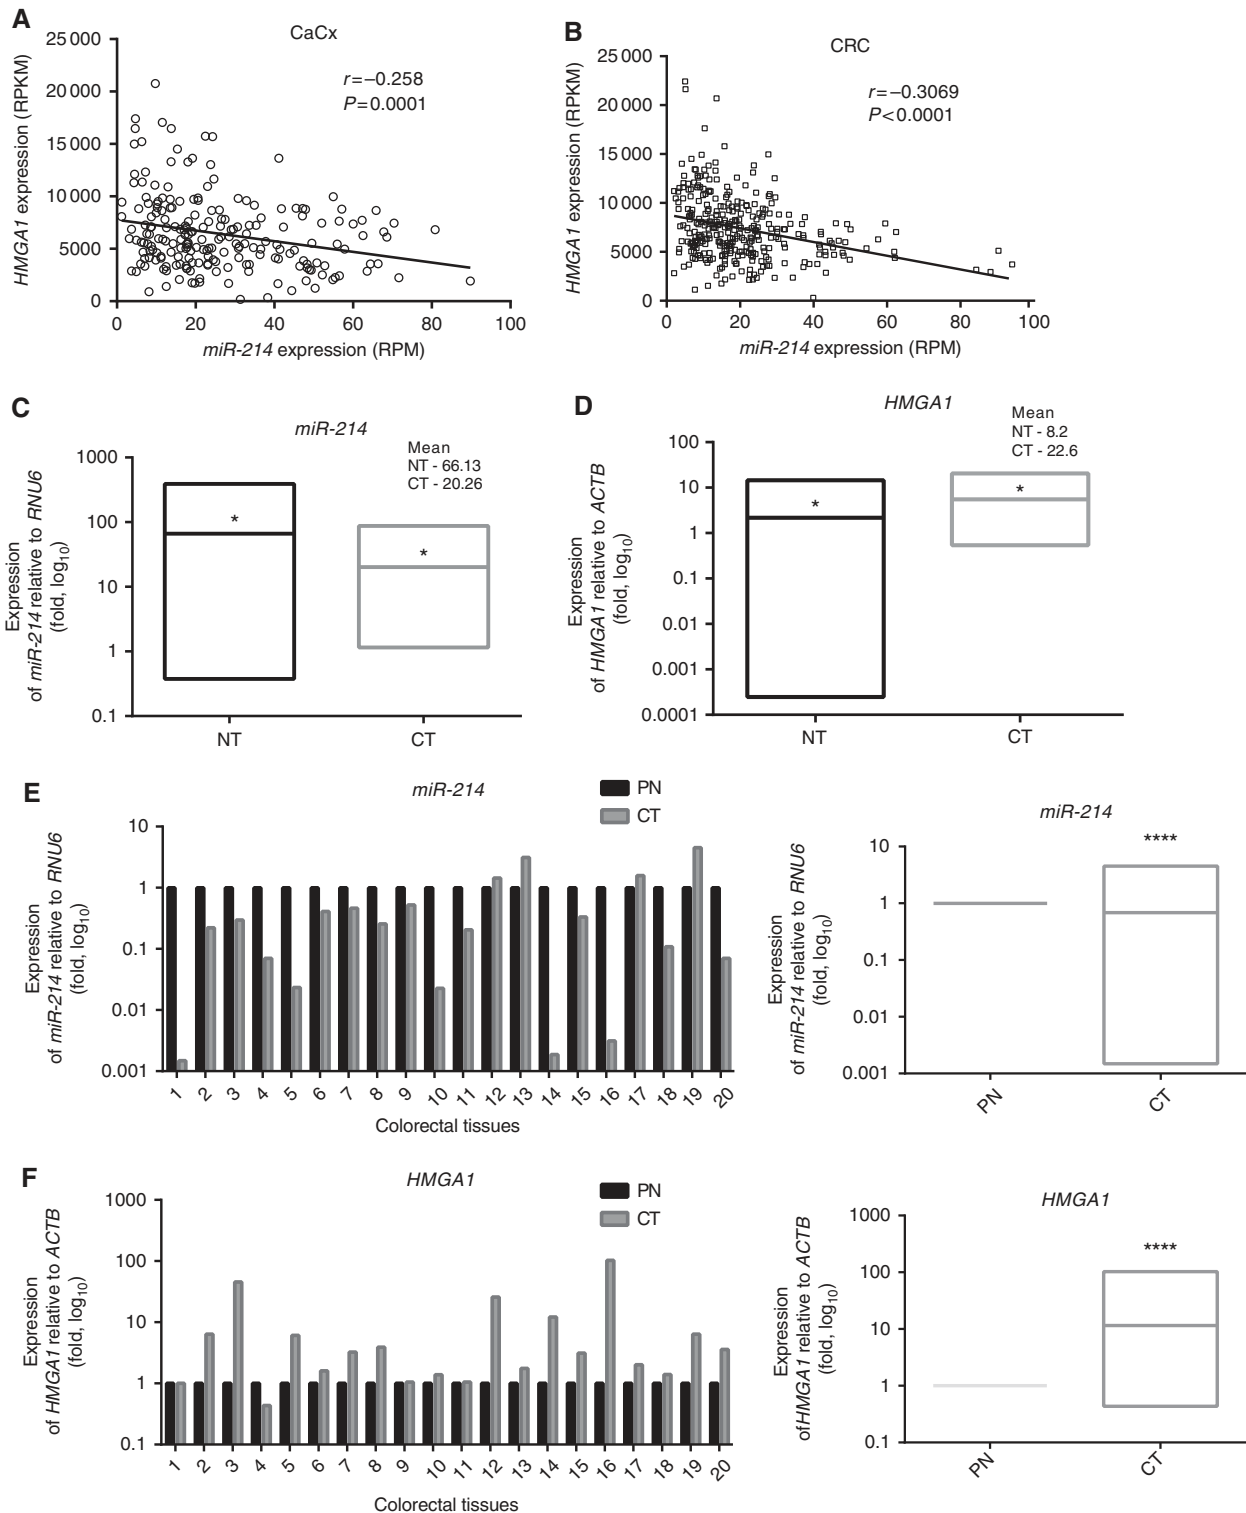 A
CaCx
HMGA1 expression (RPKM)
25 000
20 000
15 000
10 000
5000
0
r=−0.258
P=0.0001
0 20 40 60 80 100
miR-214 expression (RPM)
B
CRC
HMGA1 expression (RPKM)
25 000
20 000
15 000
10 000
5000
0
r=−0.3069
P<0.0001
0 20 40 60 80 100
miR-214 expression (RPM)
C
miR-214
Mean
NT - 66.13
CT - 20.26
Expression
of miR-214 relative to RNU6
(fold, log10)
1000
100
10
1
0.1
*
*
NT CT
D
HMGA1
Mean
NT - 8.2
CT - 22.6
Expression
of HMGA1 relative to ACTB
(fold, log10)
100
10
1
0.1
0.01
0.001
0.0001
*
*
NT CT
E
miR-214
PN
CT
Expression
of miR-214 relative to RNU6
(fold, log10)
10
1
0.1
0.01
0.001
1 2 3 4 5 6 7 8 9 10 11 12 13 14 15 16 17 18 19 20
Colorectal tissues
miR-214
****
Expression
of miR-214 relative to RNU6
(fold, log10)
10
1
0.1
0.01
0.001
PN CT
F
HMGA1
PN
CT
Expression
of HMGA1 relative to ACTB
(fold, log10)
1000
100
10
1
0.1
1 2 3 4 5 6 7 8 9 10 11 12 13 14 15 16 17 18 19 20
Colorectal tissues
HMGA1
****
Expression
ofHMGA1 relative to ACTB
(fold, log10)
1000
100
10
1
0.1
PN CT